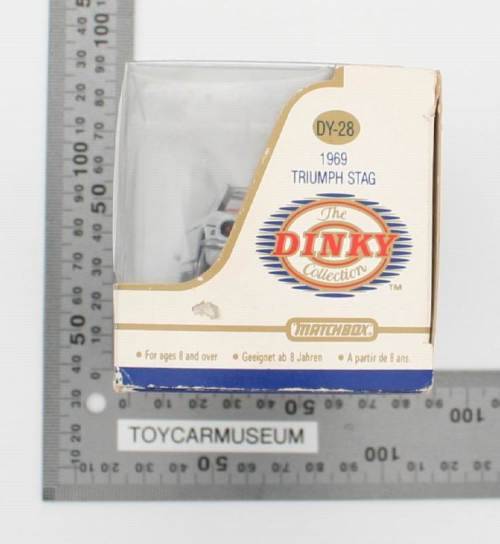 DY-28
1969
TRIUMPH STAG
The
DINKY
Collection
TM
MATCHBOX
• For ages 8 and over • Geeignet ab 8 Jahren • A partir de 8 ans
TOYCARMUSEUM